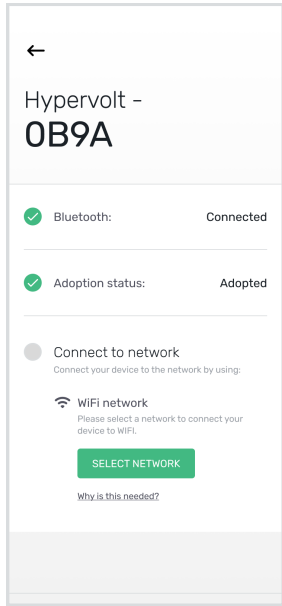 Hypervolt -
0B9A
Bluetooth: Connected
Adoption status: Adopted
Connect to network
Connect your device to the network by using:
WiFi network
Please select a network to connect your
device to WIFI.
SELECT NETWORK
Why is this needed?